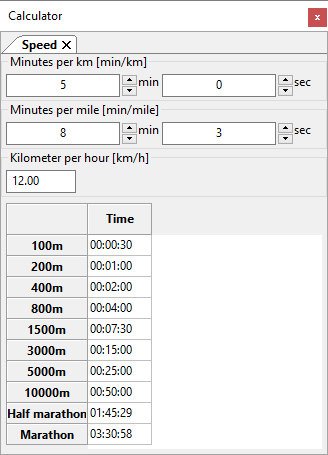 Calculator x
Speed X
Minutes per km [min/km]
5 min 0 sec
Minutes per mile [min/mile]
8 min 3 sec
Kilometer per hour [km/h]
12.00
Time
100m 00:00:30
200m 00:01:00
400m 00:02:00
800m 00:04:00
1500m 00:07:30
3000m 00:15:00
5000m 00:25:00
10000m 00:50:00
Half marathon 01:45:29
Marathon 03:30:58